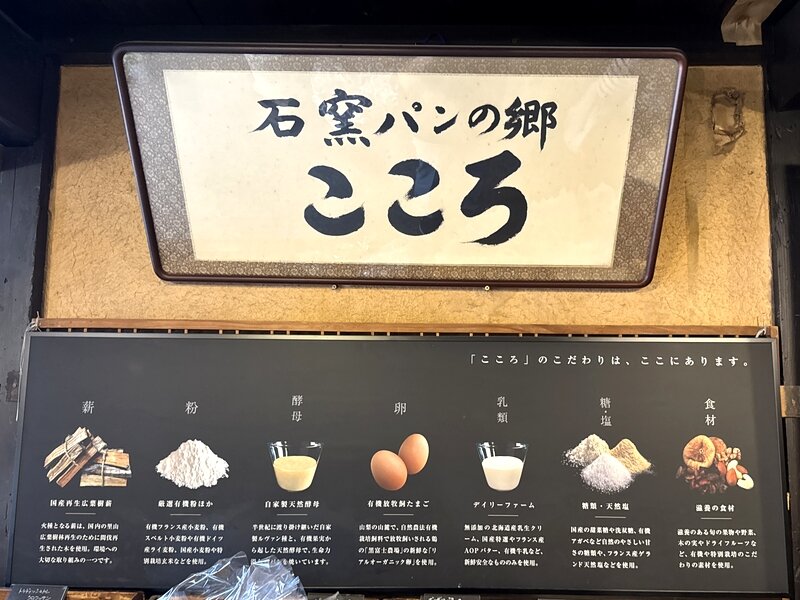 石窯パンの郷
こころ
「こころ」のこだわりは、ここにあります。
薪
国産再生広葉樹薪
火種となる薪は、国内の里山
広葉樹林再生のために間伐再
生された木を使用。環境への
大切な取り組みの一つです。
粉
厳選有機粉ほか
有機フランス産小麦粉、有機
スペルト小麦粉や有機ドイツ
産ライ麦粉、国産小麦粉や特
別栽培玄米などを使用。
酵母
自家製天然酵母
半世紀に渡り掛け継いだ自家
製ルヴァン種と、有機果実か
ら起した天然酵母で、生命力
を使います。
卵
有機放牧飼たまご
山梨の山麓で、自然農法有機
栽培飼料で放牧飼いされる鶏
の『黒富士農場』の新鮮な『リ
アルオーガニック卵』を使用。
乳類
デイリーファーム
無添加の北海道産乳生クリ
ーム、国産特選やフランス産
AOPバター、有機牛乳など、
新鮮安全なもののみを使用。
糖・塩
糖類・天然塩
国産の甜菜糖や洗双糖、有機
アガベなど自然のやさしい甘
さの糖類や、フランス産ゲラ
ンド天然塩などを使用。
食材
滋養の食材
滋養のある旬の果物や野菜、
木の実やドライフルーツな
ど、有機や特別栽培のこだ
わりの素材を使用。